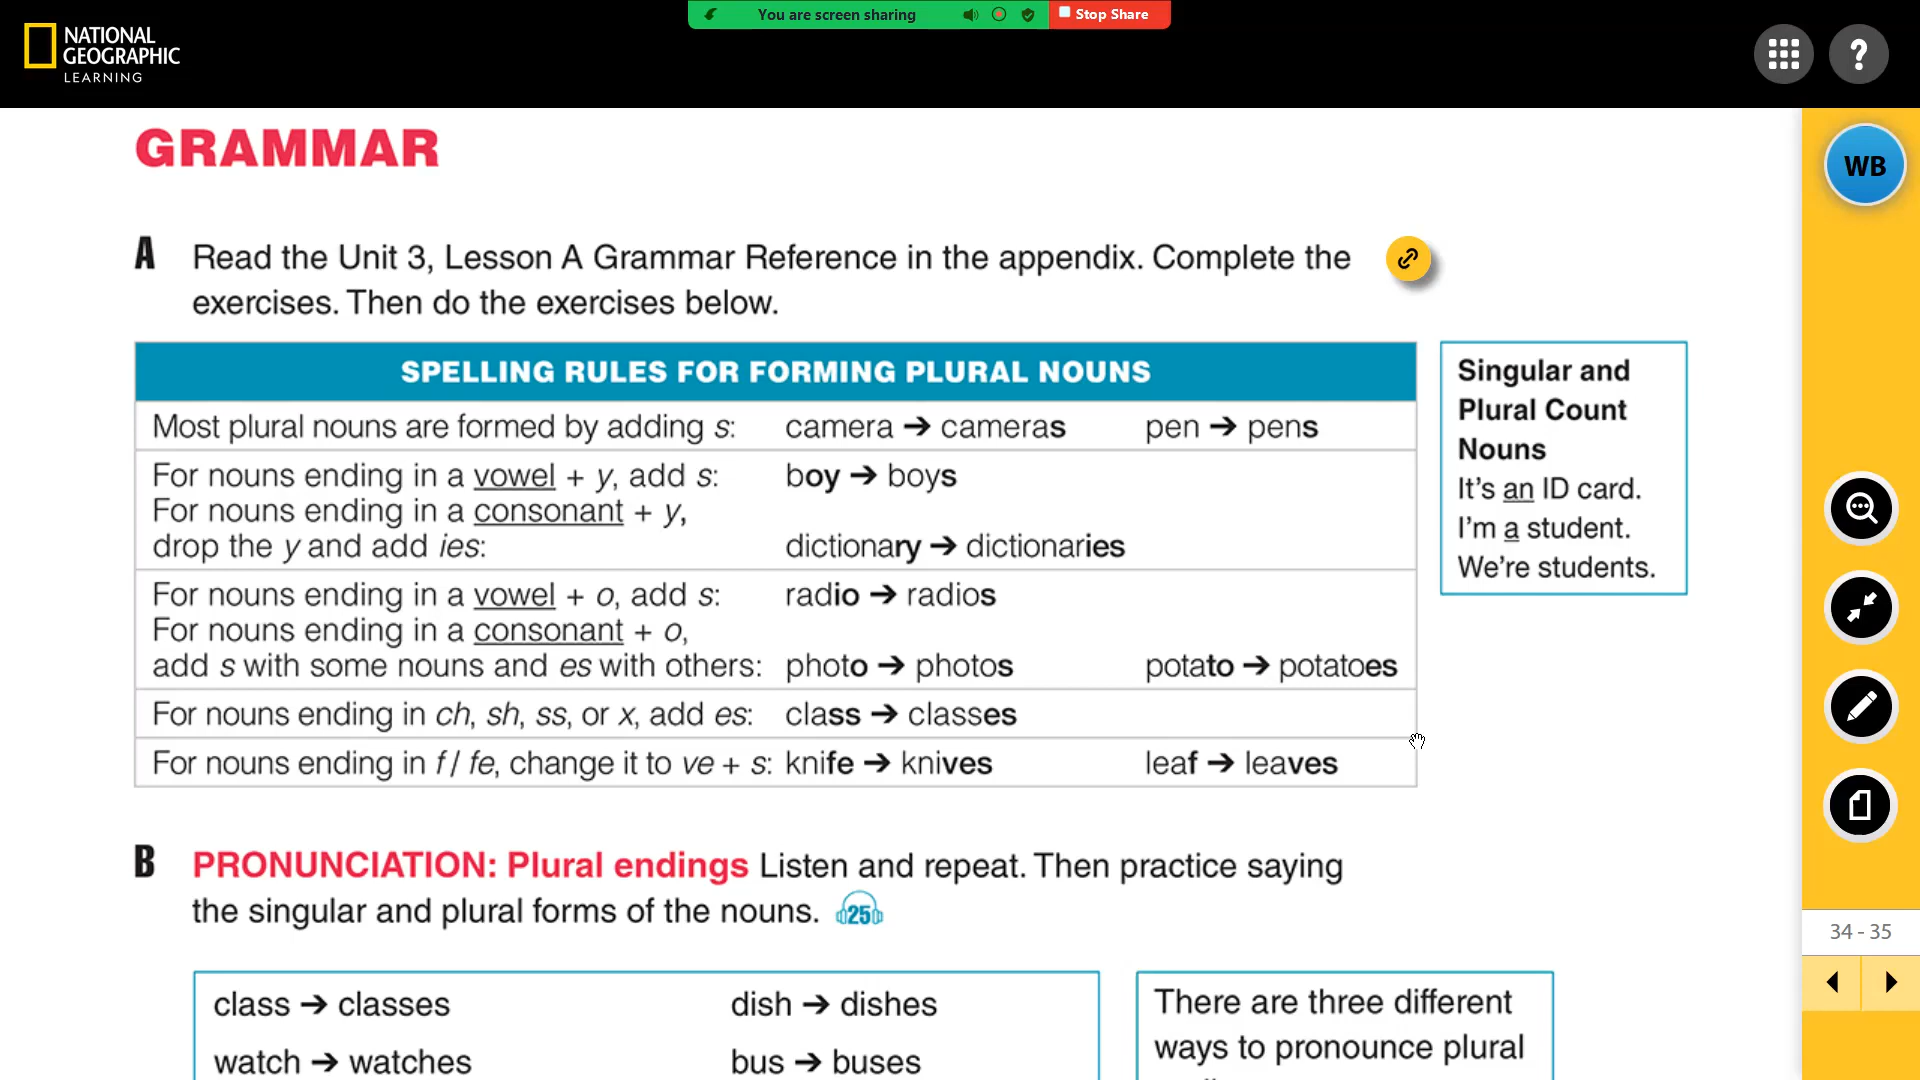 You are screen sharing
Stop Share
NATIONAL
GEOGRAPHIC
LEARNING
?
WB
GRAMMAR
A Read the Unit 3, Lesson A Grammar Reference in the appendix. Complete the
exercises. Then do the exercises below.
SPELLING RULES FOR FORMING PLURAL NOUNS
Most plural nouns are formed by adding s: camera ➔ cameras pen ➔ pens
For nouns ending in a vowel + y, add s: boy ➔ boys
For nouns ending in a consonant + y,
drop the y and add ies: dictionary ➔ dictionaries
For nouns ending in a vowel + o, add s: radio ➔ radios
For nouns ending in a consonant + o,
add s with some nouns and es with others: photo ➔ photos potato ➔ potatoes
For nouns ending in ch, sh, ss, or x, add es: class ➔ classes
For nouns ending in f / fe, change it to ve + s: knife ➔ knives leaf ➔ leaves
Singular and
Plural Count
Nouns
It's an ID card.
I'm a student.
We're students.
B PRONUNCIATION: Plural endings Listen and repeat. Then practice saying
the singular and plural forms of the nouns. 25
class ➔ classes dish ➔ dishes
watch ➔ watches bus ➔ buses
There are three different
ways to pronounce plural
34 - 35